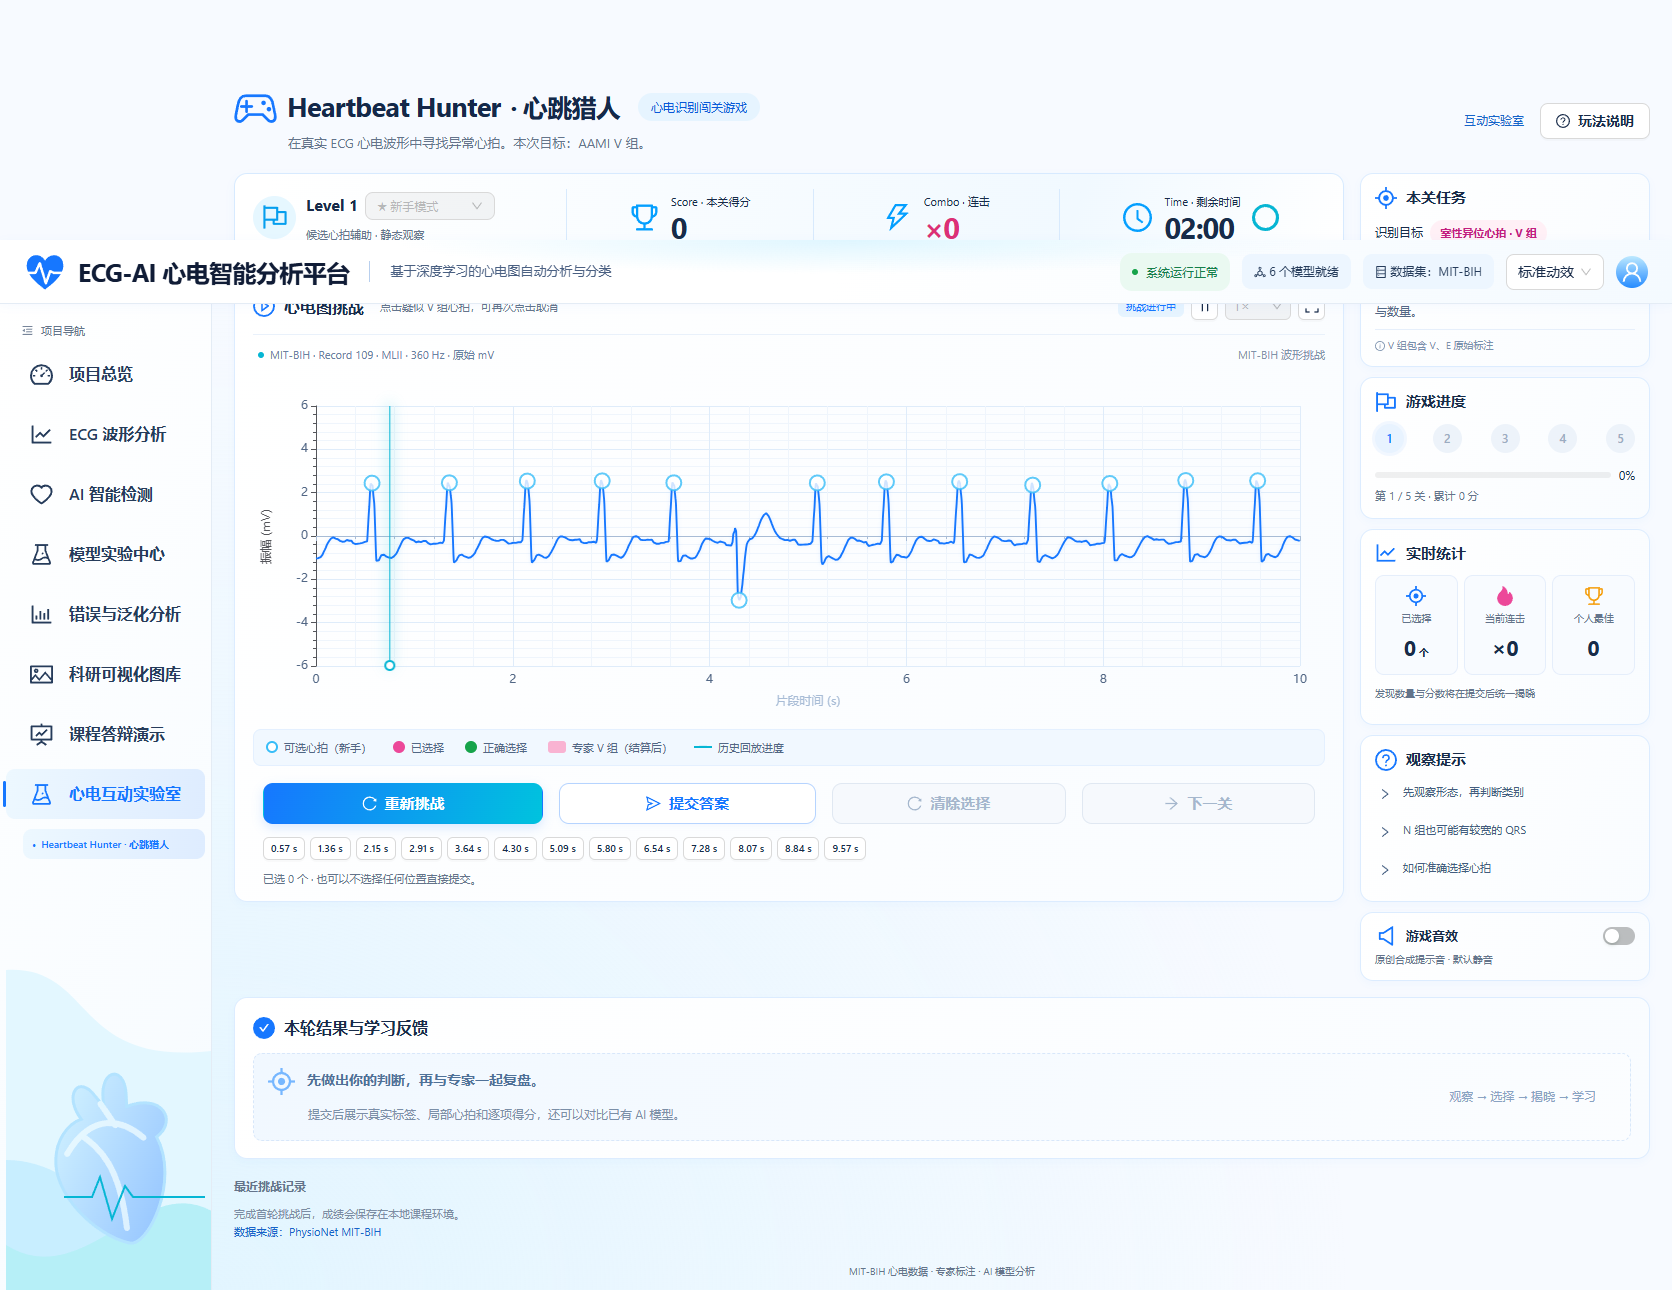 Heartbeat Hunter · 心跳猎人
心电识别闯关游戏
在真实 ECG 心电波形中寻找异常心拍。本次目标：AAMI V 组。
互动实验室
玩法说明
Level 1
★ 新手模式
候选心拍辅助 · 静态观察
Score · 本关得分
0
Combo · 连击
×0
Time · 剩余时间
02:00
本关任务
识别目标
室性异位心拍 · V 组
ECG-AI 心电智能分析平台
基于深度学习的心电图自动分析与分类
系统运行正常
6 个模型就绪
数据集：MIT-BIH
标准动效
项目导航
项目总览
ECG 波形分析
AI 智能检测
模型实验中心
错误与泛化分析
科研可视化图库
课程答辩演示
心电互动实验室
Heartbeat Hunter · 心跳猎人
心电图挑战
点击疑似 V 组心拍，可再次点击取消
挑战进行中
1×
MIT-BIH · Record 109 · MLII · 360 Hz · 原始 mV
MIT-BIH 波形挑战
振幅 (mV)
6
4
2
0
-2
-4
-6
0
2
4
6
8
10
片段时间 (s)
可选心拍（新手）
已选择
正确选择
专家 V 组（结算后）
历史回放进度
重新挑战
提交答案
清除选择
下一关
0.57 s
1.36 s
2.15 s
2.91 s
3.64 s
4.30 s
5.09 s
5.80 s
6.54 s
7.28 s
8.07 s
8.84 s
9.57 s
已选 0 个 · 也可以不选择任何位置直接提交。
与数量。
V 组包含 V、E 原始标注
游戏进度
1
2
3
4
5
0%
第 1 / 5 关 · 累计 0 分
实时统计
已选择
0 个
当前连击
×0
个人最佳
0
发现数量与分数将在提交后统一揭晓
观察提示
先观察形态，再判断类别
N 组也可能有较宽的 QRS
如何准确选择心拍
游戏音效
原创合成提示音 · 默认静音
本轮结果与学习反馈
先做出你的判断，再与专家一起复盘。
提交后展示真实标签、局部心拍和逐项得分，还可以对比已有 AI 模型。
观察 → 选择 → 揭晓 → 学习
最近挑战记录
完成首轮挑战后，成绩会保存在本地课程环境。
数据来源：PhysioNet MIT-BIH
MIT-BIH 心电数据 · 专家标注 · AI 模型分析